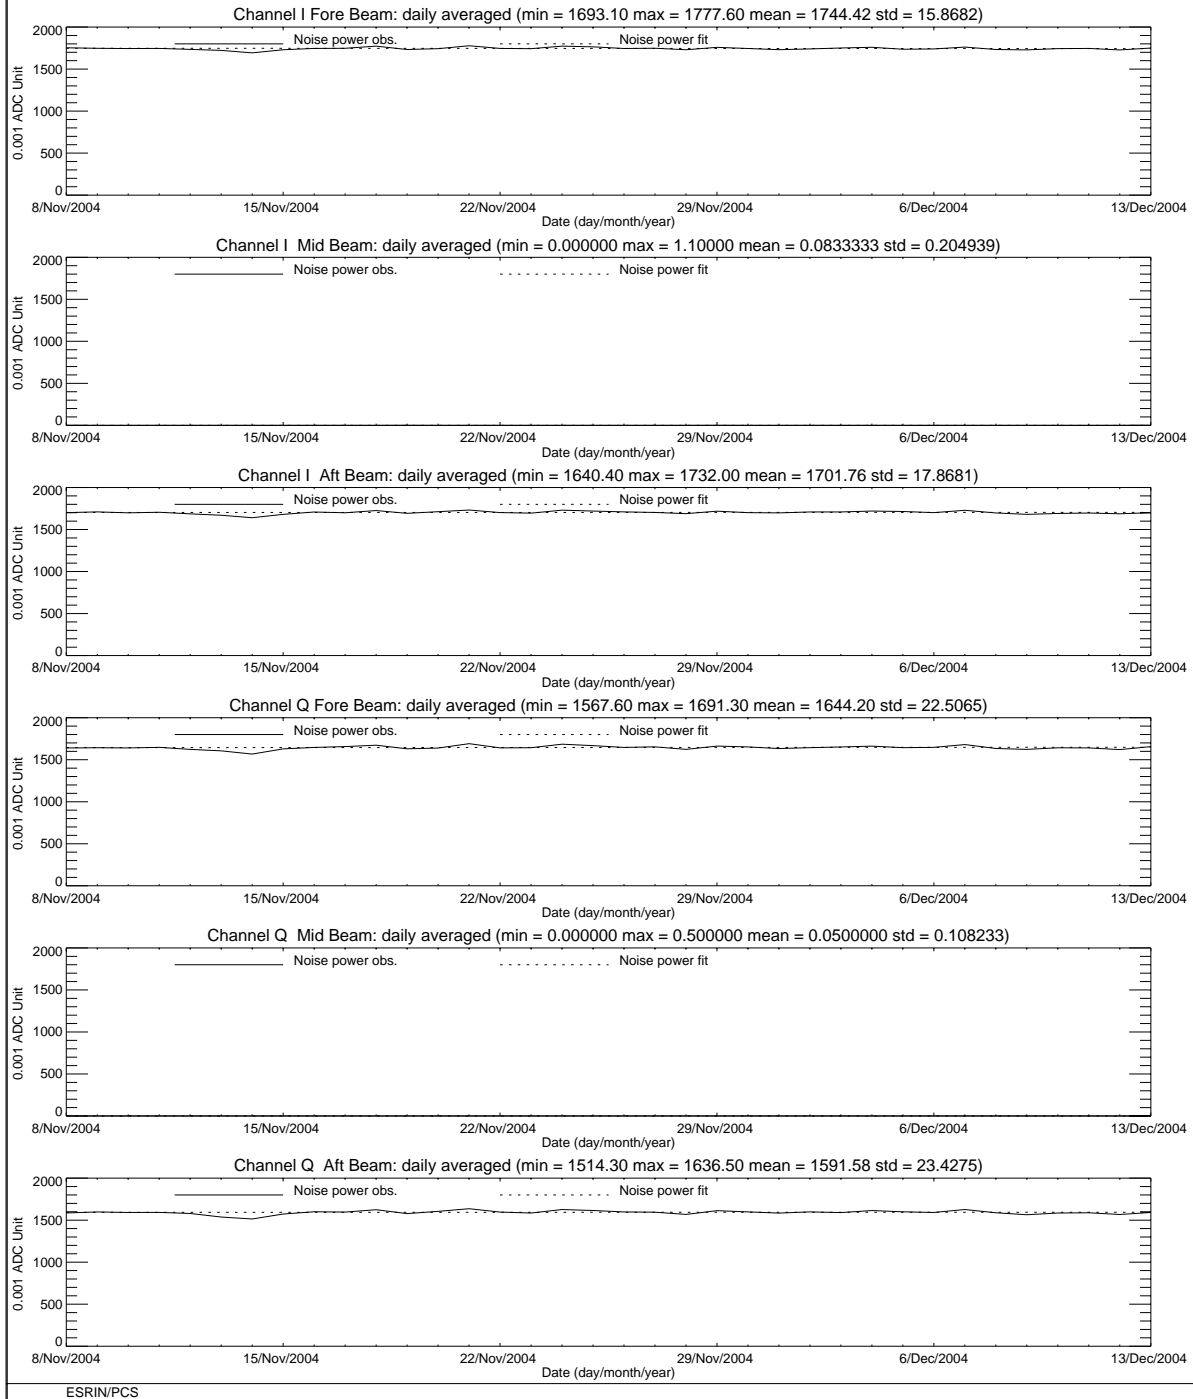 Channel I Fore Beam: daily averaged (min = 1693.10 max = 1777.60 mean = 1744.42 std = 15.8682)
Noise power obs. Noise power fit
2000
1500
1000
500
0
0.001 ADC Unit
8/Nov/2004 15/Nov/2004 22/Nov/2004 29/Nov/2004 6/Dec/2004 13/Dec/2004
Date (day/month/year)
Channel I Mid Beam: daily averaged (min = 0.000000 max = 1.10000 mean = 0.0833333 std = 0.204939)
Noise power obs. Noise power fit
2000
1500
1000
500
0
0.001 ADC Unit
8/Nov/2004 15/Nov/2004 22/Nov/2004 29/Nov/2004 6/Dec/2004 13/Dec/2004
Date (day/month/year)
Channel I Aft Beam: daily averaged (min = 1640.40 max = 1732.00 mean = 1701.76 std = 17.8681)
Noise power obs. Noise power fit
2000
1500
1000
500
0
0.001 ADC Unit
8/Nov/2004 15/Nov/2004 22/Nov/2004 29/Nov/2004 6/Dec/2004 13/Dec/2004
Date (day/month/year)
Channel Q Fore Beam: daily averaged (min = 1567.60 max = 1691.30 mean = 1644.20 std = 22.5065)
Noise power obs. Noise power fit
2000
1500
1000
500
0
0.001 ADC Unit
8/Nov/2004 15/Nov/2004 22/Nov/2004 29/Nov/2004 6/Dec/2004 13/Dec/2004
Date (day/month/year)
Channel Q Mid Beam: daily averaged (min = 0.000000 max = 0.500000 mean = 0.0500000 std = 0.108233)
Noise power obs. Noise power fit
2000
1500
1000
500
0
0.001 ADC Unit
8/Nov/2004 15/Nov/2004 22/Nov/2004 29/Nov/2004 6/Dec/2004 13/Dec/2004
Date (day/month/year)
Channel Q Aft Beam: daily averaged (min = 1514.30 max = 1636.50 mean = 1591.58 std = 23.4275)
Noise power obs. Noise power fit
2000
1500
1000
500
0
0.001 ADC Unit
8/Nov/2004 15/Nov/2004 22/Nov/2004 29/Nov/2004 6/Dec/2004 13/Dec/2004
Date (day/month/year)
ESRIN/PCS